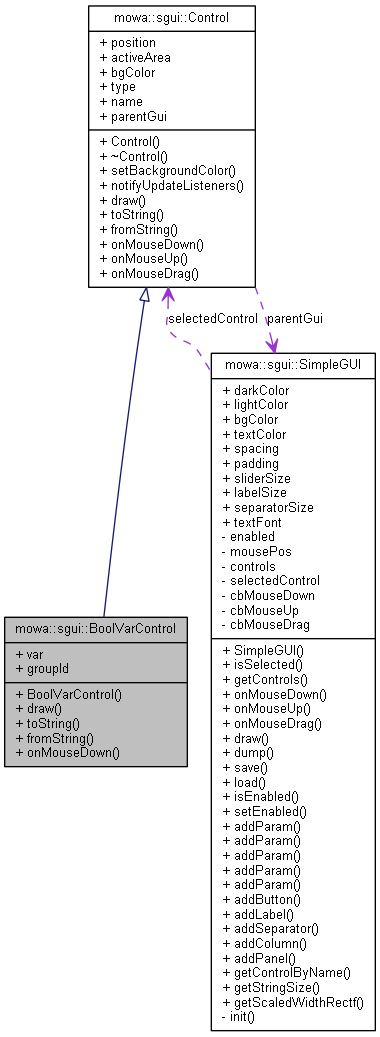 mowa::sgui::Control
+ position
+ activeArea
+ bgColor
+ type
+ name
+ parentGui
+ Control()
+ ~Control()
+ setBackgroundColor()
+ notifyUpdateListeners()
+ draw()
+ toString()
+ fromString()
+ onMouseDown()
+ onMouseUp()
+ onMouseDrag()
selectedControl
parentGui
mowa::sgui::SimpleGUI
+ darkColor
+ lightColor
+ bgColor
+ textColor
+ spacing
+ padding
+ sliderSize
+ labelSize
+ separatorSize
+ textFont
- enabled
- mousePos
- controls
- selectedControl
- cbMouseDown
- cbMouseUp
- cbMouseDrag
+ SimpleGUI()
+ isSelected()
+ getControls()
+ onMouseDown()
+ onMouseUp()
+ onMouseDrag()
+ draw()
+ dump()
+ save()
+ load()
+ isEnabled()
+ setEnabled()
+ addParam()
+ addParam()
+ addParam()
+ addParam()
+ addParam()
+ addButton()
+ addLabel()
+ addSeparator()
+ addColumn()
+ addPanel()
+ getControlByName()
+ getStringSize()
+ getScaledWidthRectf()
- init()
mowa::sgui::BoolVarControl
+ var
+ groupId
+ BoolVarControl()
+ draw()
+ toString()
+ fromString()
+ onMouseDown()